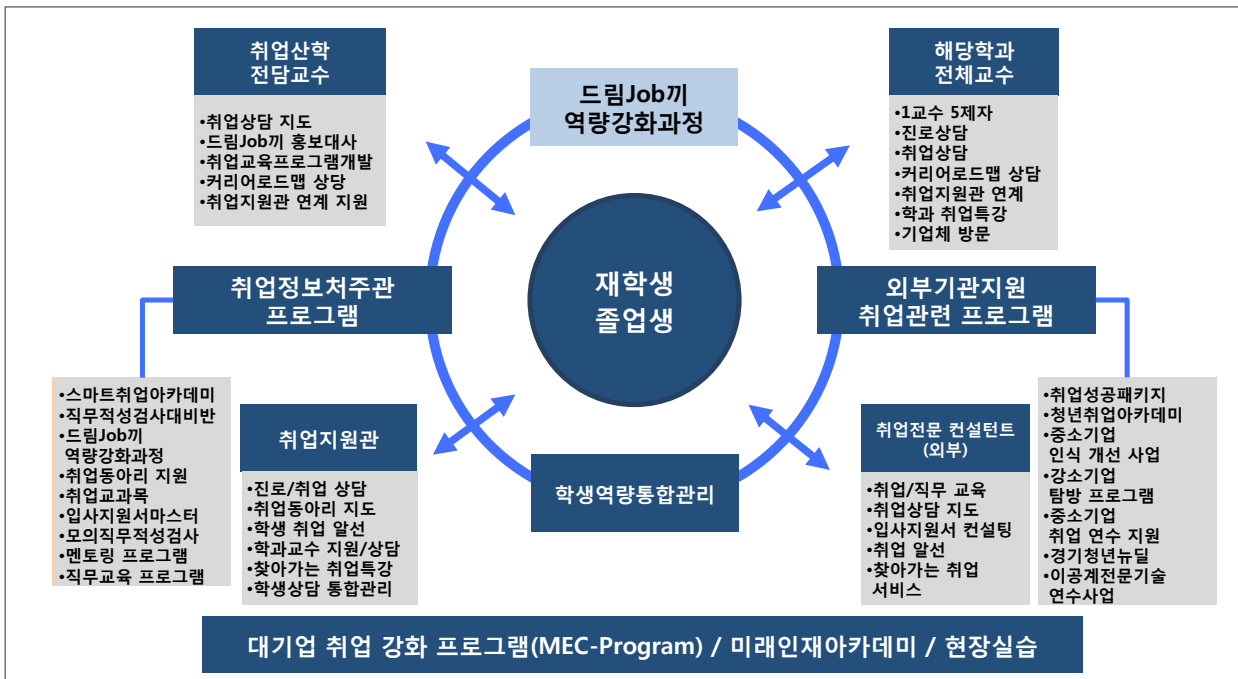 취업산학
전담교수
•취업상담 지도
•드림Job끼 홍보대사
•취업교육프로그램개발
•커리어로드맵 상당
•취업지원관 연계 지원
드림Job끼
역량강화과정
해당학과
전체교수
•1교수 5제자
•진로상담
•취업상담
•커리어로드맵 상담
•취업지원관 연계
•학과 취업특강
•기업체 방문
취업정보처주관
프로그램
재학생
졸업생
외부기관지원
취업관련 프로그램
•스마트취업아카데미
•직무적성검사대비반
•드림Job끼
역량강화과정
•취업동아리 지원
•취업교과목
•입사지원서마스터
•모의직무적성검사
•멘토링 프로그램
•직무교육 프로그램
취업지원관
•진로/취업 상담
•취업동아리 지도
•학생 취업 알선
•학과교수 지원/상담
•찾아가는 취업특강
•학생상담 통합관리
학생역량통합관리
취업전문 컨설턴트
(외부)
•취업/직무 교육
•취업상담 지도
•입사지원서 컨설팅
•취업 알선
•찾아가는 취업
서비스
•취업성공패키지
•청년취업아카데미
•중소기업
인식 개선 사업
•강소기업
탐방 프로그램
•중소기업
취업 연수 지원
•경기청년뉴딜
•이공계전문기술
연수사업
대기업 취업 강화 프로그램(MEC-Program) / 미래인재아카데미 / 현장실습